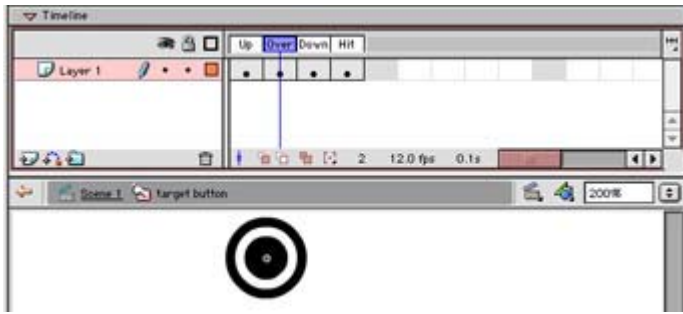 Timeline
Up Over Down Hit
Layer 1
2 12.0 fps 0.1s
Scene 1 target button 200%